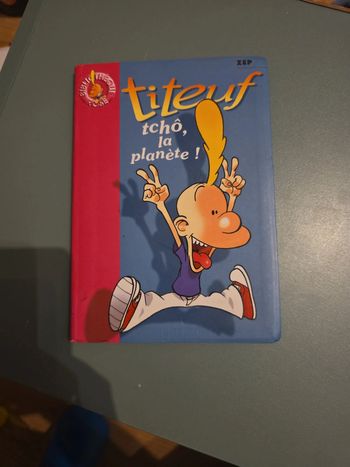 ZEP
titeuf
tchô,
la
planète !